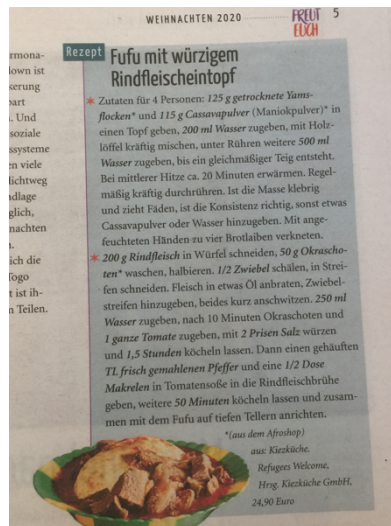 WEIHNACHTEN 2020
FREUT
EUCH
5
rmona-
lown ist
kerung
part
. Und
soziale
ssysteme
en viele
lichtweg
ndlage
glich,
nachten
n.
ich die
Togo
t ist ih-
n Teilen.
Rezept
Fufu mit würzigem
Rindfleischeintopf
* Zutaten für 4 Personen: 125 g getrocknete Yams-
flocken* und 115 g Cassavapulver (Maniokpulver)* in
einen Topf geben, 200 ml Wasser zugeben, mit Holz-
löffel kräftig mischen, unter Rühren weitere 500 ml
Wasser zugeben, bis ein gleichmäßiger Teig entsteht.
Bei mittlerer Hitze ca. 20 Minuten erwärmen. Regel-
mäßig kräftig durchrühren. Ist die Masse klebrig
und zieht Fäden, ist die Konsistenz richtig, sonst etwas
Cassavapulver oder Wasser hinzugeben. Mit ange-
feuchteten Händen zu vier Brotlaiben verkneten.
* 200 g Rindfleisch in Würfel schneiden, 50 g Okrascho-
ten* waschen, halbieren. 1/2 Zwiebel schälen, in Strei-
fen schneiden. Fleisch in etwas Öl anbraten, Zwiebel-
streifen hinzugeben, beides kurz anschwitzen. 250 ml
Wasser zugeben, nach 10 Minuten Okraschoten und
1 ganze Tomate zugeben, mit 2 Prisen Salz würzen
und 1,5 Stunden köcheln lassen. Dann einen gehäuften
TL frisch gemahlenen Pfeffer und eine 1/2 Dose
Makrelen in Tomatensoße in die Rindfleischbrühe
geben, weitere 50 Minuten köcheln lassen und zusam-
men mit dem Fufu auf tiefen Tellern anrichten.
*(aus dem Afroshop)
aus: Kiezküche.
Refugees Welcome,
Hrsg. Kiezküche GmbH,
24,90 Euro